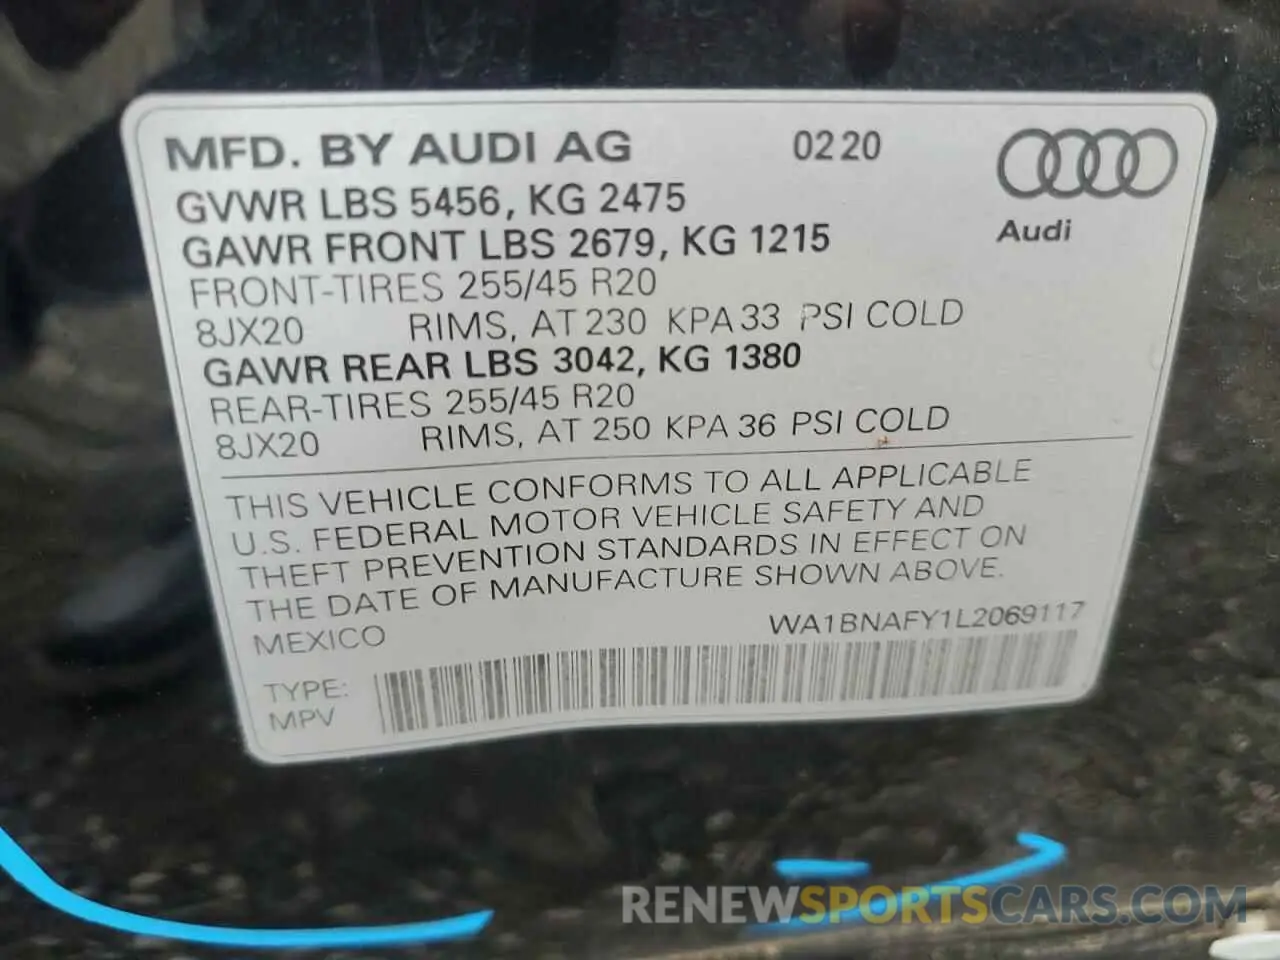 MFD. BY AUDI AG 02 20
GVWR LBS 5456, KG 2475
GAWR FRONT LBS 2679, KG 1215
Audi
FRONT-TIRES 255/45 R20
8JX20 RIMS, AT 230 KPA 33 PSI COLD
GAWR REAR LBS 3042, KG 1380
REAR-TIRES 255/45 R20
8JX20 RIMS, AT 250 KPA 36 PSI COLD
THIS VEHICLE CONFORMS TO ALL APPLICABLE
U.S. FEDERAL MOTOR VEHICLE SAFETY AND
THEFT PREVENTION STANDARDS IN EFFECT ON
THE DATE OF MANUFACTURE SHOWN ABOVE.
MEXICO WA1BNAFY1L2069117
TYPE:
MPV
RENEWSPORTSCARS.COM